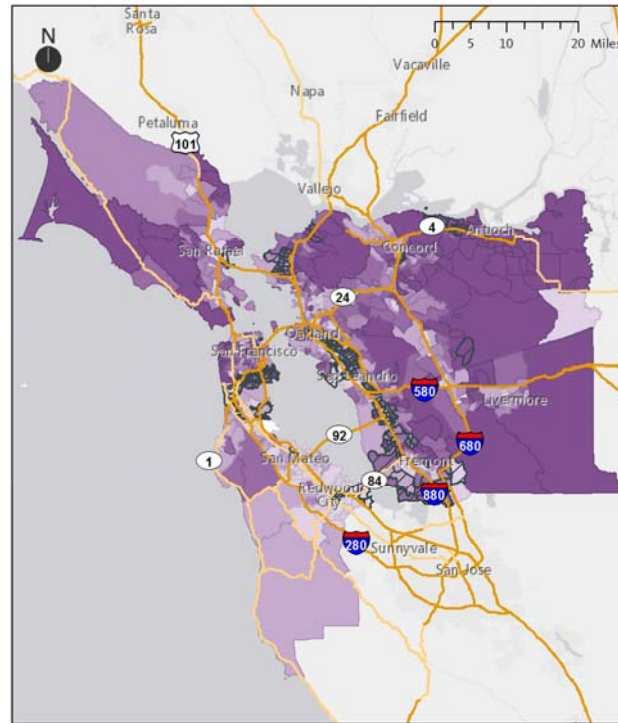 Santa
Rosa
N
0 5 10 20 Miles
Vacaville
Napa
Fairfield
Petaluma
101
Vallejo
4
Antioch
Concord
San Rafael
24
Oakland
San Francisco
San Leandro
580
Livermore
92
680
1
San Mateo
Fremont
84
Redwood
City
880
280
Sunnyvale
San Jose